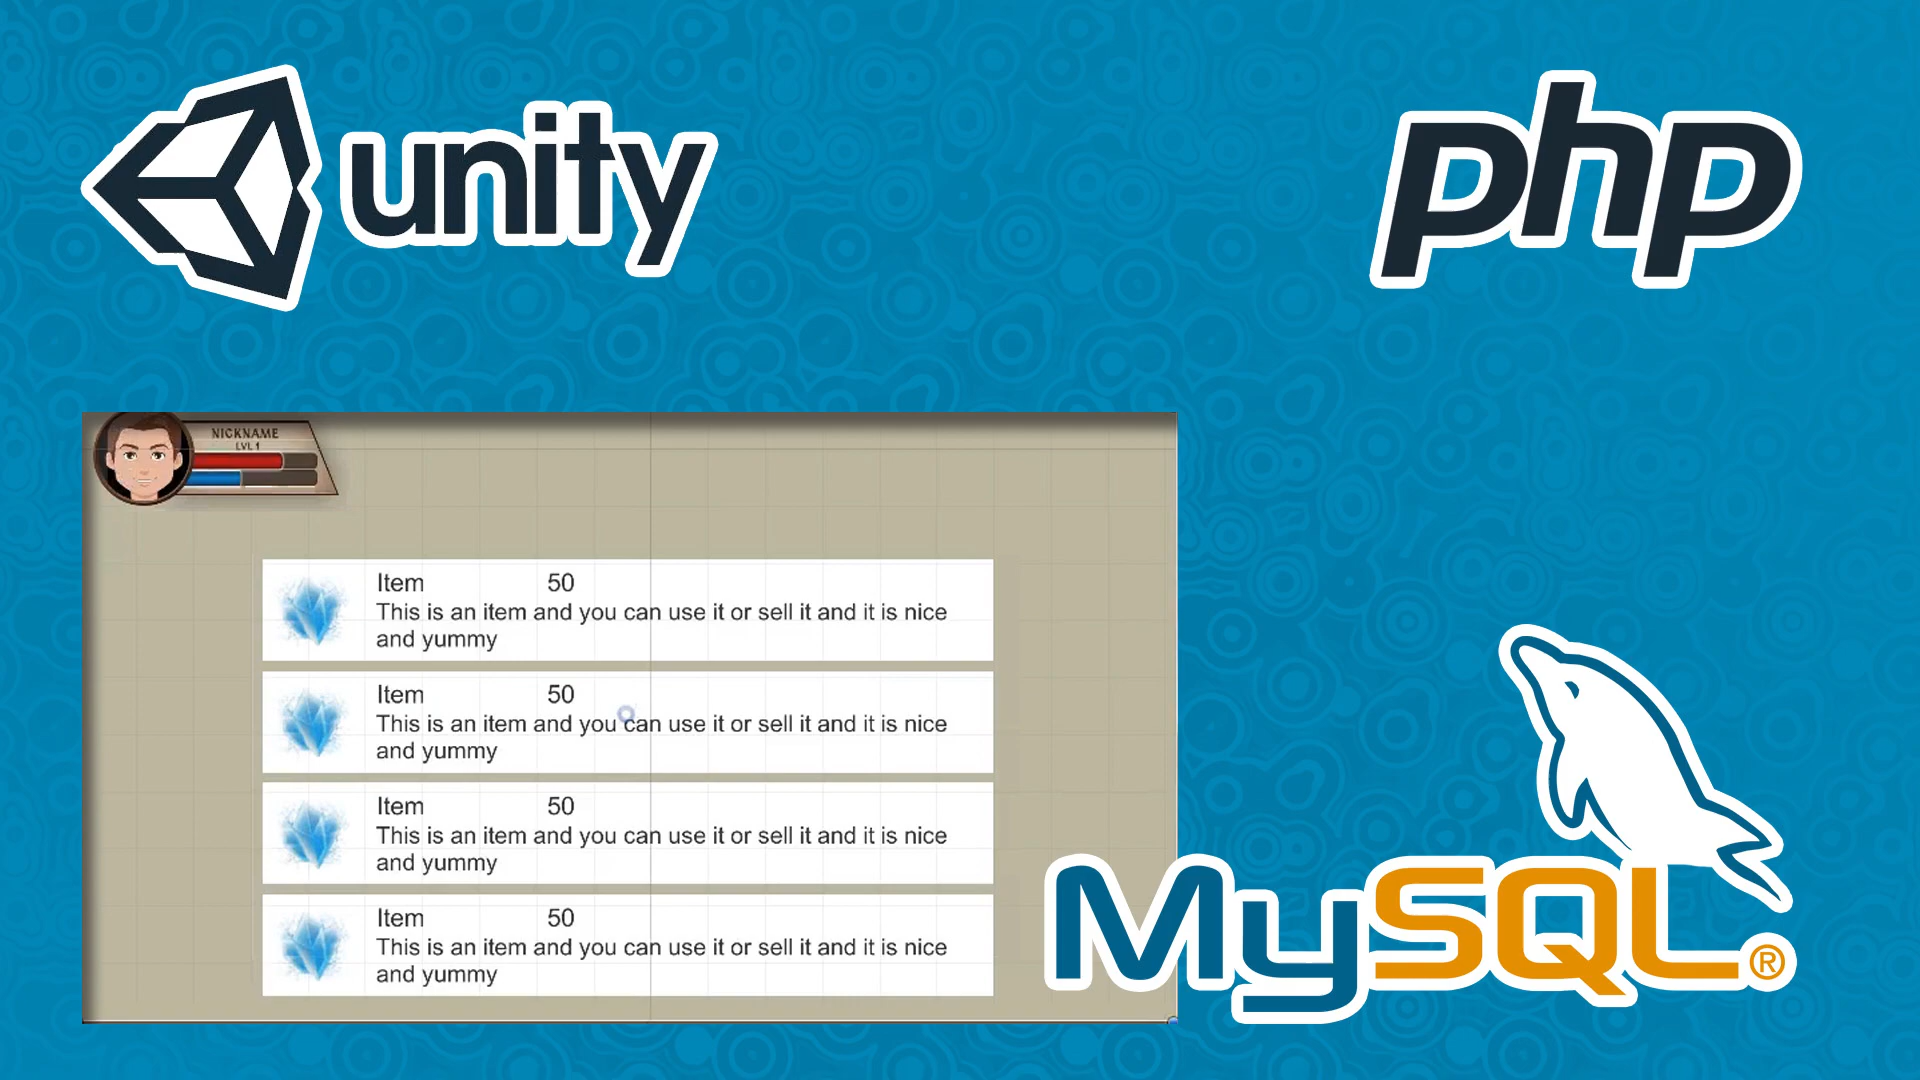 unity
php
NICKNAME
LVL 1
Item 50
This is an item and you can use it or sell it and it is nice
and yummy
Item 50
This is an item and you can use it or sell it and it is nice
and yummy
Item 50
This is an item and you can use it or sell it and it is nice
and yummy
Item 50
This is an item and you can use it or sell it and it is nice
and yummy
MySQL®